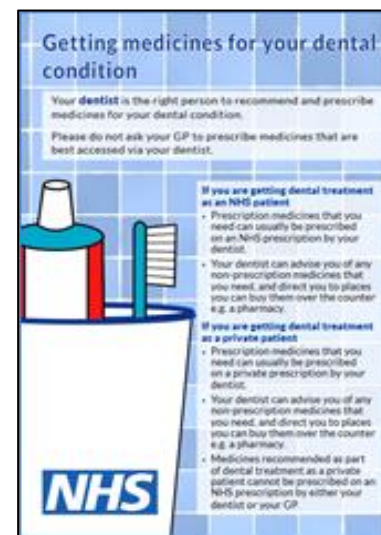 Getting medicines for your dental
condition
Your dentist is the right person to recommend and prescribe
medicines for your dental condition.
Please do not ask your GP to prescribe medicines that are
best accessed via your dentist.
If you are getting dental treatment
as an NHS patient
• Prescription medicines that you
need can usually be prescribed
on an NHS prescription by your
dentist.
• Your dentist can advise you of any
non-prescription medicines that
you need, and direct you to places
you can buy them over the counter
e.g. a pharmacy.
If you are getting dental treatment
as a private patient
• Prescription medicines that you
need can usually be prescribed
on a private prescription by your
dentist.
• Your dentist can advise you of any
non-prescription medicines that
you need, and direct you to places
you can buy them over the counter
e.g. a pharmacy.
• Medicines recommended as part
of dental treatment as a private
patient cannot be prescribed on an
NHS prescription by either your
dentist or your GP.
NHS